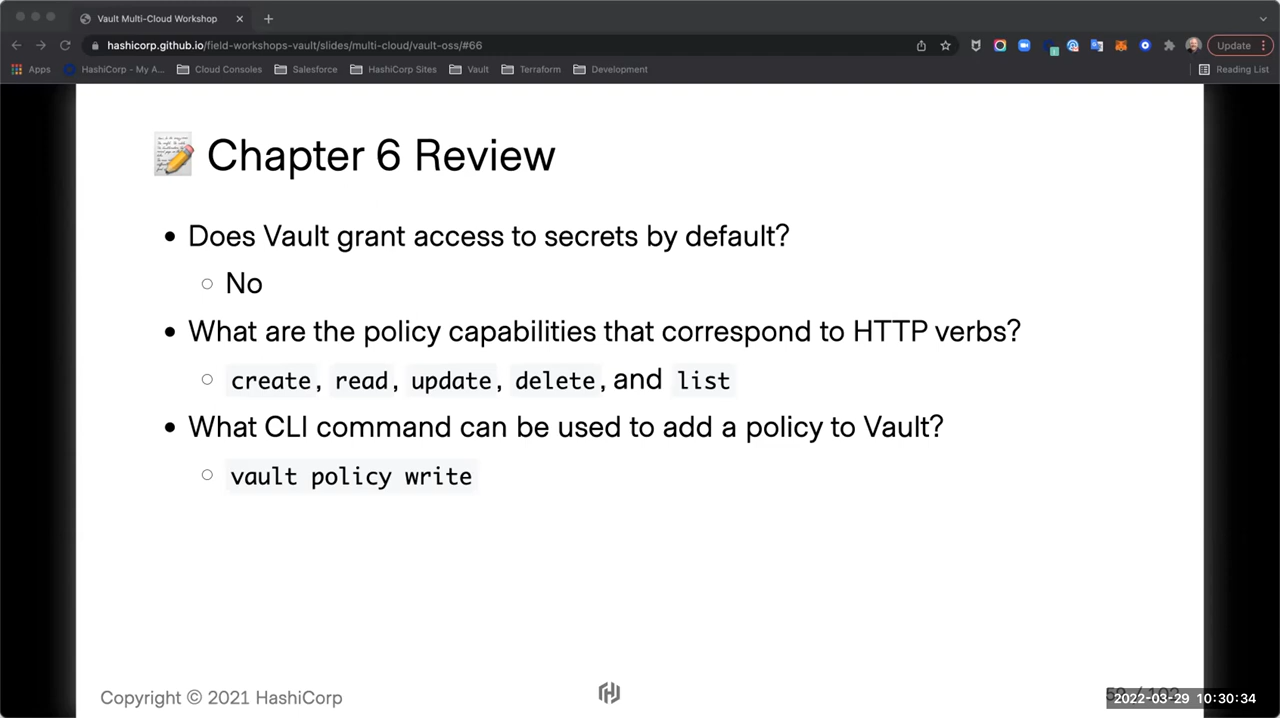 Vault Multi-Cloud Workshop
hashicorp.github.io/field-workshops-vault/slides/multi-cloud/vault-oss/#66
Update
Apps HashiCorp - My A... Cloud Consoles Salesforce HashiCorp Sites Vault Terraform Development Reading List
Chapter 6 Review
• Does Vault grant access to secrets by default?
○ No
• What are the policy capabilities that correspond to HTTP verbs?
○ create, read, update, delete, and list
• What CLI command can be used to add a policy to Vault?
○ vault policy write
Copyright © 2021 HashiCorp
2022-03-29 10:30:34